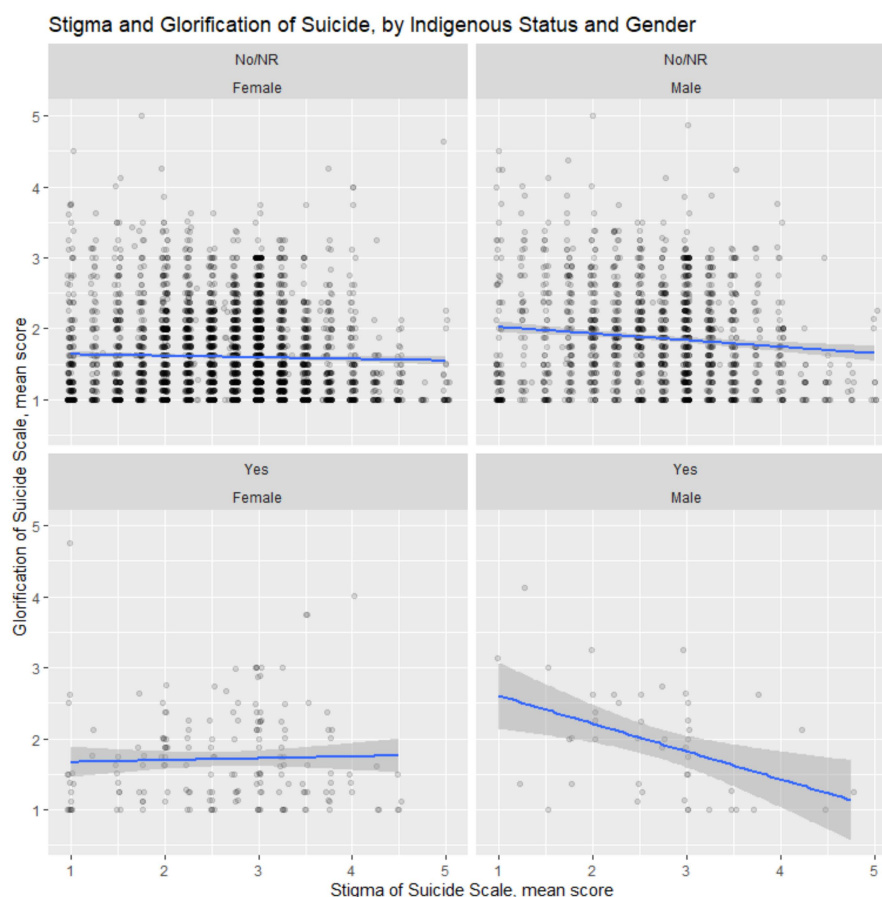 Stigma and Glorification of Suicide, by Indigenous Status and Gender
No/NR
Female
No/NR
Male
5
4
3
2
1
Yes
Female
Yes
Male
5
4
3
2
1
Glorification of Suicide Scale, mean score
1 2 3 4 5
1 2 3 4 5
Stigma of Suicide Scale, mean score